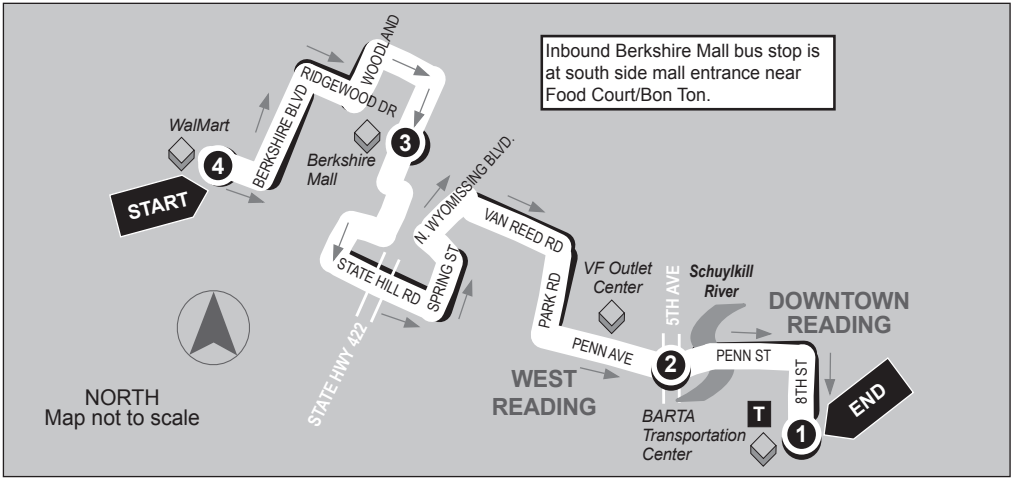 Inbound Berkshire Mall bus stop is
at south side mall entrance near
Food Court/Bon Ton.
WOODLAND
RIDGEWOOD DR
BERKSHIRE BLVD
WalMart
4
START
3
Berkshire
Mall
N. WYOMISSING BLVD.
VAN REED RD
STATE HILL RD
SPRING ST
STATE HWY 422
PARK RD
VF Outlet
Center
5TH AVE
Schuylkill
River
DOWNTOWN
READING
PENN AVE
2
PENN ST
8TH ST
END
WEST
READING
BARTA
Transportation
Center
T
1
NORTH
Map not to scale